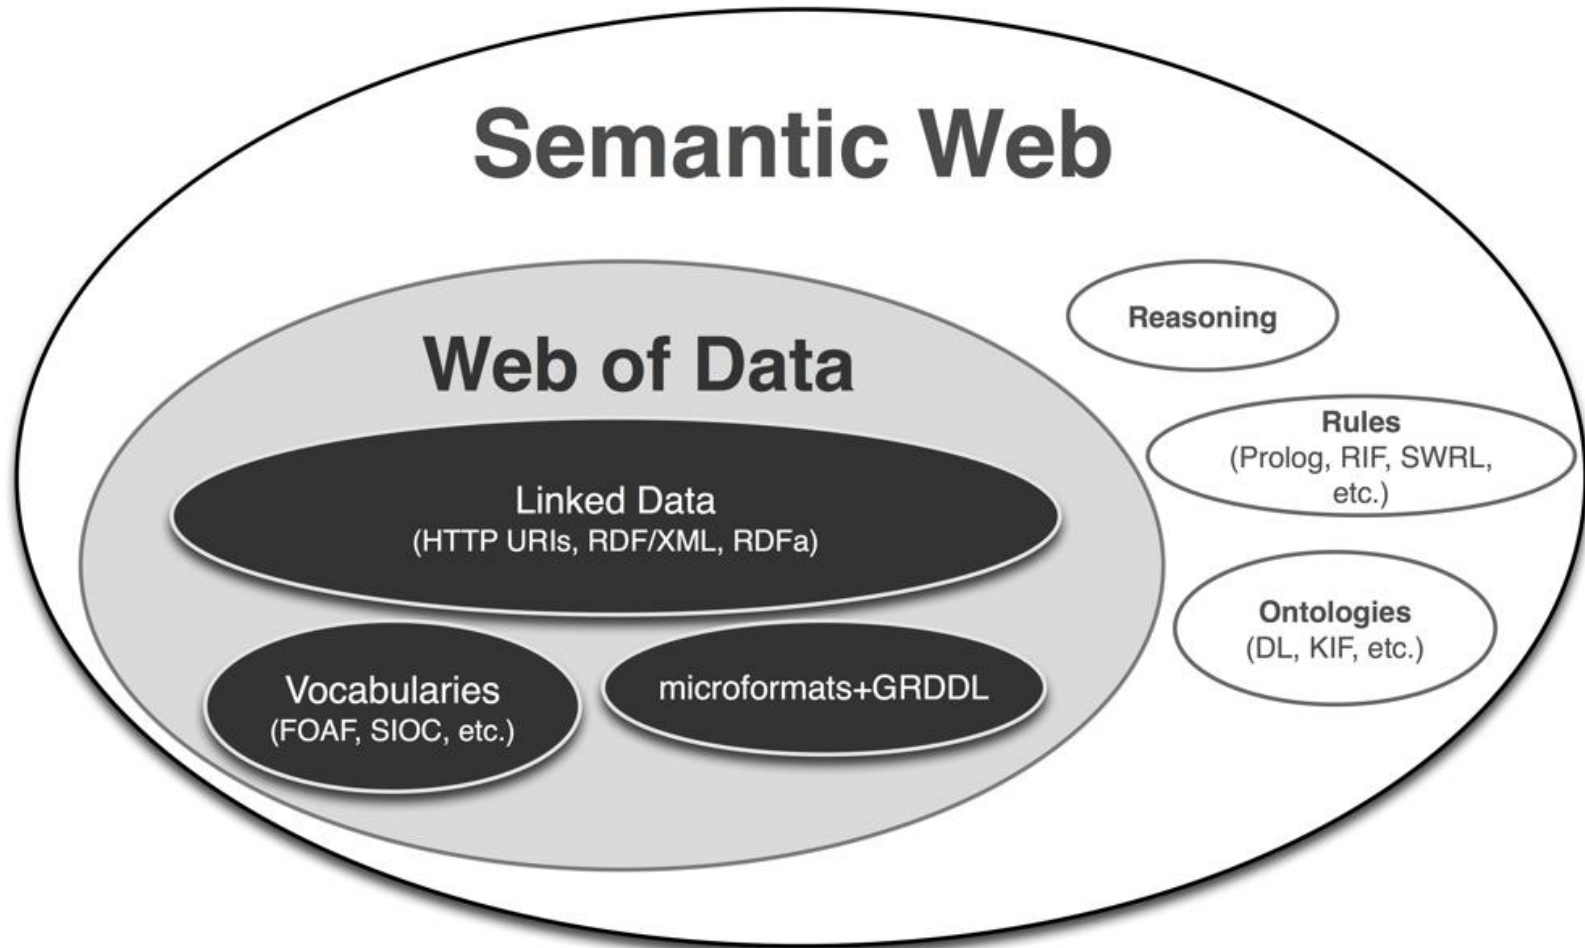 Semantic Web
Web of Data
Linked Data
(HTTP URIs, RDF/XML, RDFa)
Vocabularies
(FOAF, SIOC, etc.)
microformats+GRDDL
Reasoning
Rules
(Prolog, RIF, SWRL,
etc.)
Ontologies
(DL, KIF, etc.)